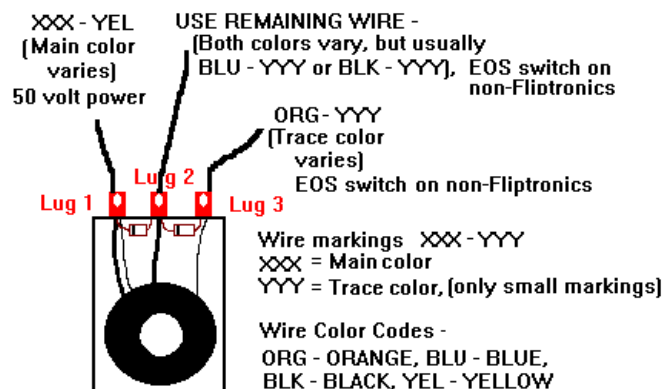 XXX - YEL
(Main color
varies)
50 volt power
USE REMAINING WIRE -
(Both colors vary, but usually
BLU - YYY or BLK - YYY), EOS switch on
non-Fliptronics
ORG - YYY
(Trace color
varies)
EOS switch on non-Fliptronics
Lug 1
Lug 2
Lug 3
Wire markings XXX - YYY
XXX = Main color
YYY = Trace color, (only small markings)
Wire Color Codes -
ORG - ORANGE, BLU - BLUE,
BLK - BLACK, YEL - YELLOW